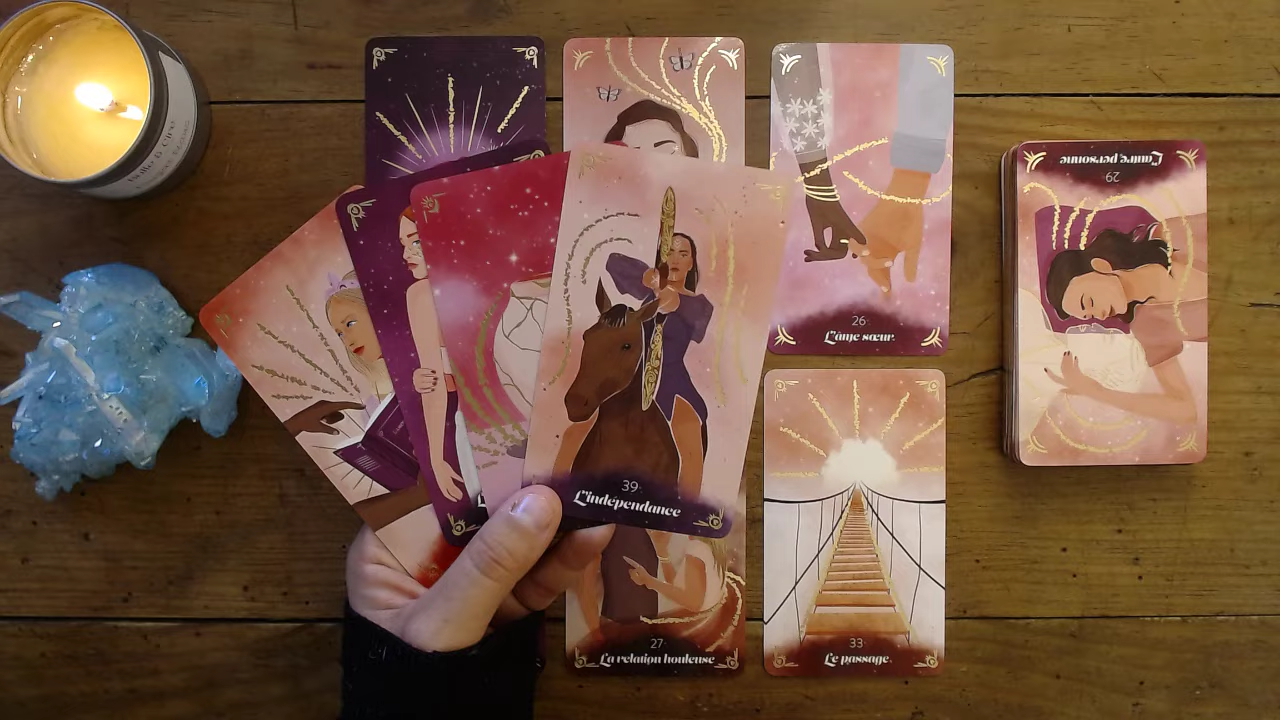 26
L'âme sœur
29
L'autre personne
39
L'indépendance
27
La relation houleuse
33
Le passage